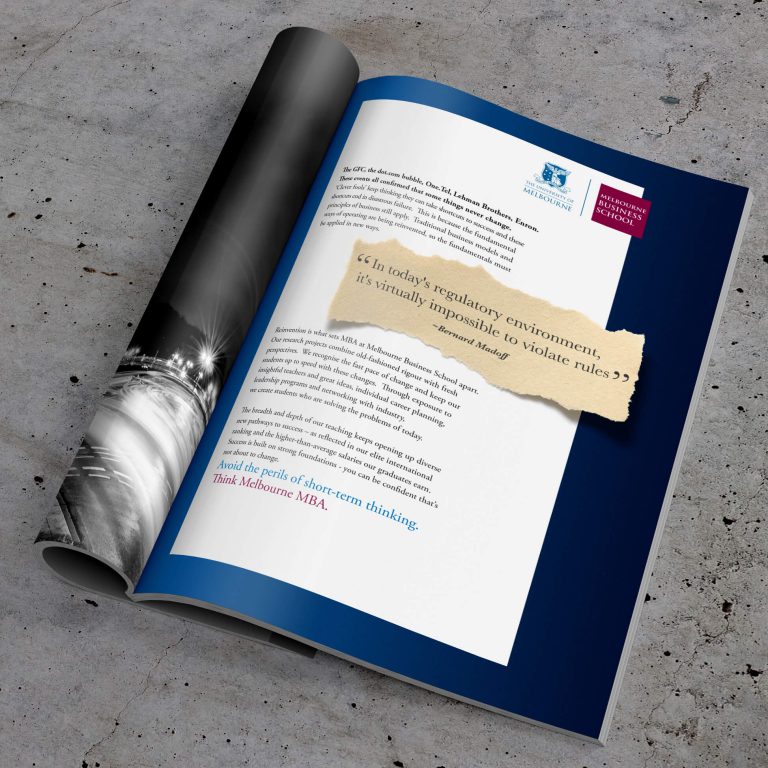 THE UNIVERSITY OF
MELBOURNE
MELBOURNE
BUSINESS
SCHOOL
The GFC, the dot.com bubble, One.Tel, Lehman Brothers, Enron.
These events all confirmed that some things never change.
'Clever fools' keep thinking they can take shortcuts to success and these
shortcuts end in disastrous failure. This is because the fundamental
principles of business still apply. Traditional business models and
ways of operating are being reinvented, so the fundamentals must
be applied in new ways.
“In today's regulatory environment,
it's virtually impossible to violate rules”
~Bernard Madoff
Reinvention is what sets MBA at Melbourne Business School apart.
Our research projects combine old-fashioned rigour with fresh
perspectives. We recognise the fast pace of change and keep our
students up to speed with these changes. Through exposure to
insightful teachers and great ideas, individual career planning,
leadership programs and networking with industry,
we create students who are solving the problems of today.
The breadth and depth of our teaching keeps opening up diverse
new pathways to success – as reflected in our elite international
ranking and the higher-than-average salaries our graduates earn.
Success is built on strong foundations - you can be confident that's
not about to change.
Avoid the perils of short-term thinking.
Think Melbourne MBA.